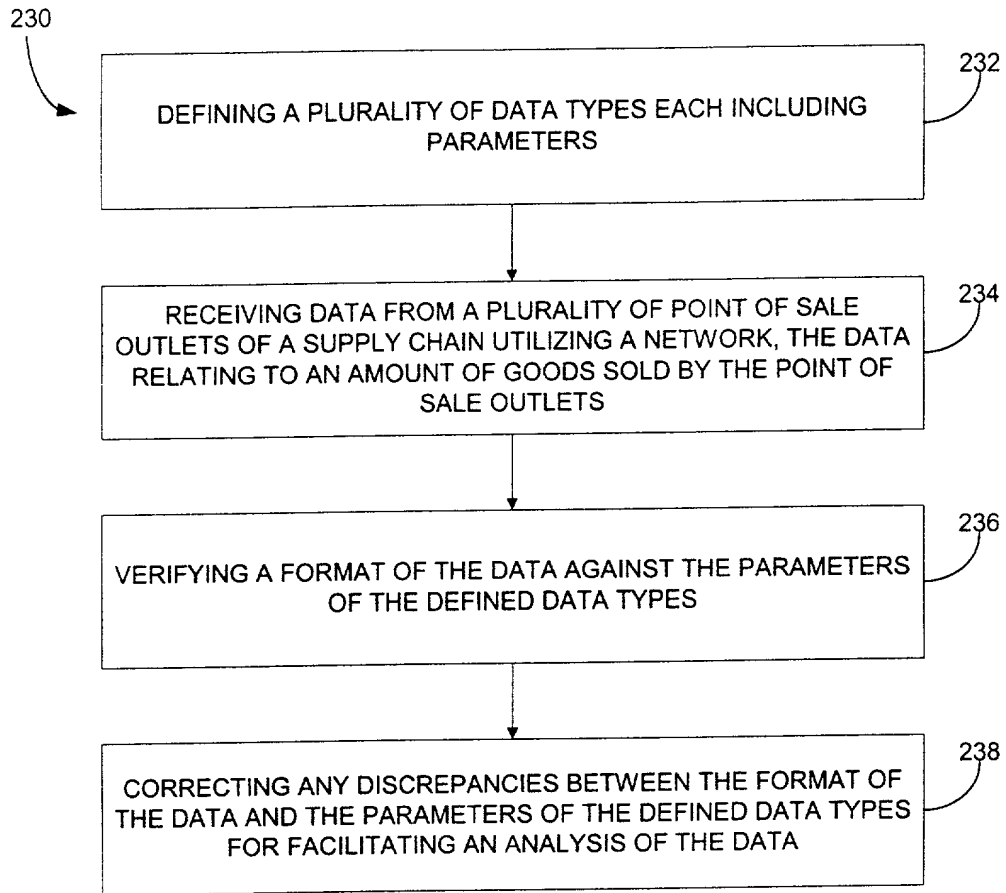 230
232
DEFINING A PLURALITY OF DATA TYPES EACH INCLUDING
PARAMETERS
234
RECEIVING DATA FROM A PLURALITY OF POINT OF SALE
OUTLETS OF A SUPPLY CHAIN UTILIZING A NETWORK, THE DATA
RELATING TO AN AMOUNT OF GOODS SOLD BY THE POINT OF
SALE OUTLETS
236
VERIFYING A FORMAT OF THE DATA AGAINST THE PARAMETERS
OF THE DEFINED DATA TYPES
238
CORRECTING ANY DISCREPANCIES BETWEEN THE FORMAT OF
THE DATA AND THE PARAMETERS OF THE DEFINED DATA TYPES
FOR FACILITATING AN ANALYSIS OF THE DATA